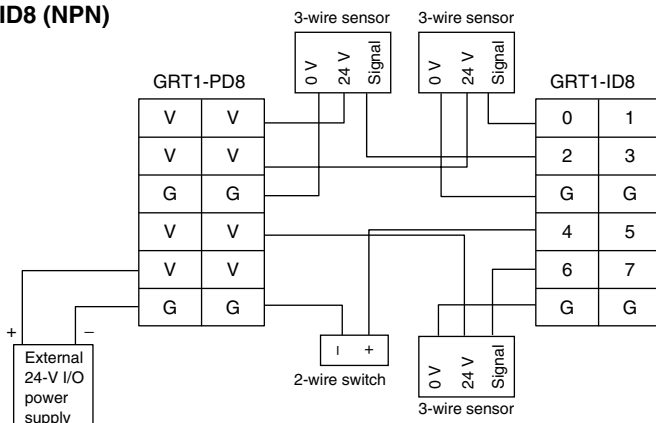 ID8 (NPN)
3-wire sensor
3-wire sensor
0 V
24 V
Signal
0 V
24 V
Signal
GRT1-PD8
GRT1-ID8
V V
V V
G G
V V
V V
G G
0 1
2 3
G G
4 5
6 7
G G
+ −
External
24-V I/O
power
supply
− +
2-wire switch
0 V
24 V
Signal
3-wire sensor